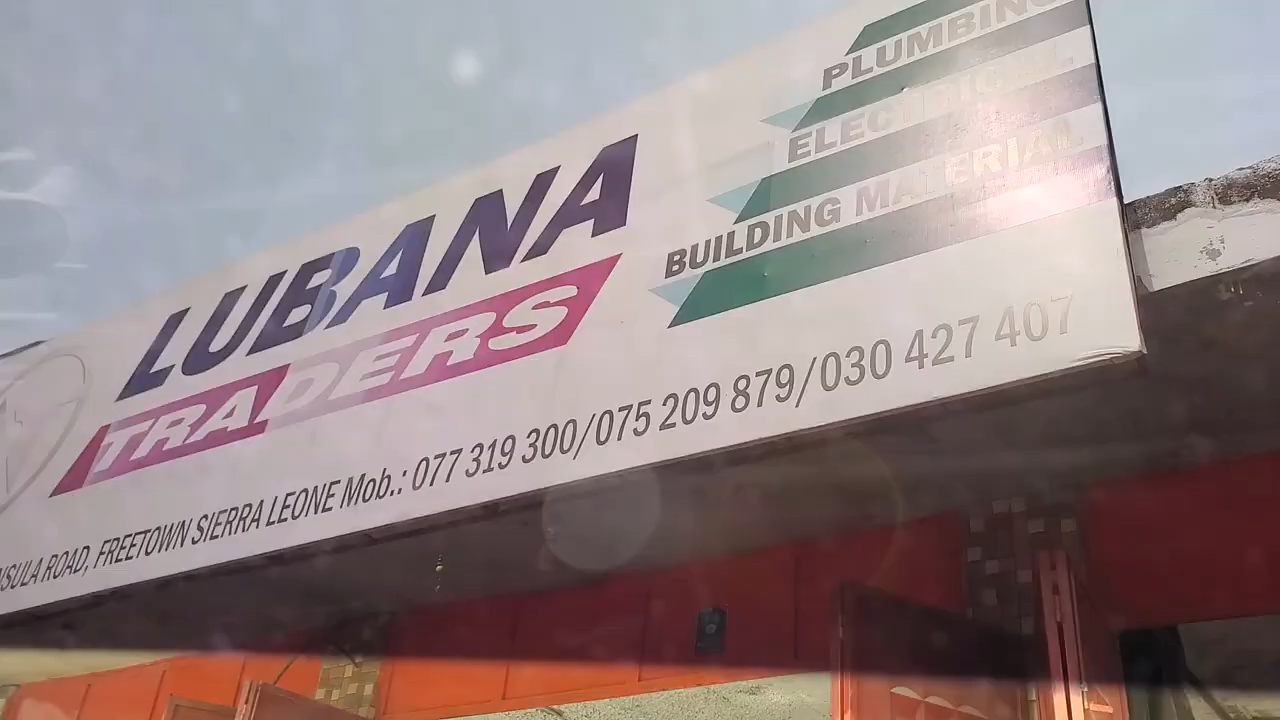 LUBANA
TRADERS
PLUMBING
ELECTRICAL
BUILDING MATERIAL
ROAD, FREETOWN SIERRA LEONE Mob.: 077 319 300/075 209 879/030 427 407